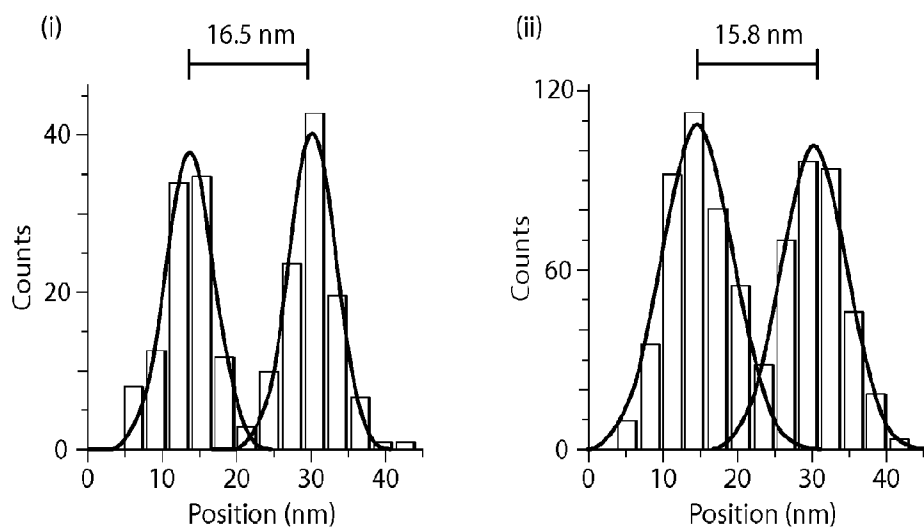 (i)
16.5 nm
Counts
40
20
0
0 10 20 30 40
Position (nm)
(ii)
15.8 nm
Counts
120
60
0
0 10 20 30 40
Position (nm)